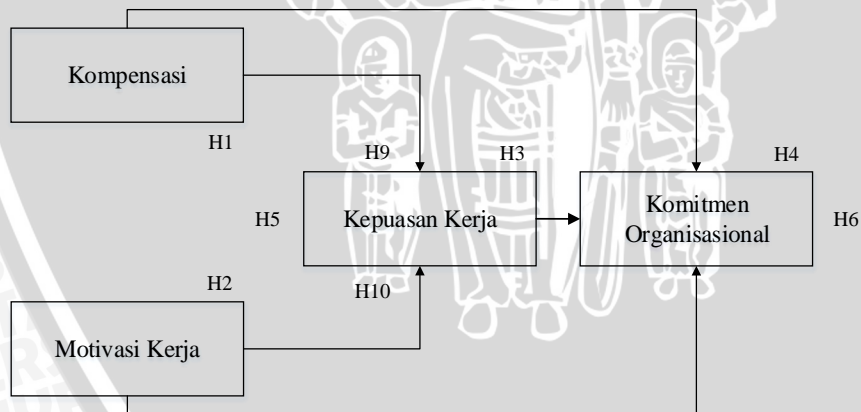 Kompensasi
H1
H9
H3
H4
H5
Kepuasan Kerja
Komitmen
Organisasional
H6
H2
H10
Motivasi Kerja